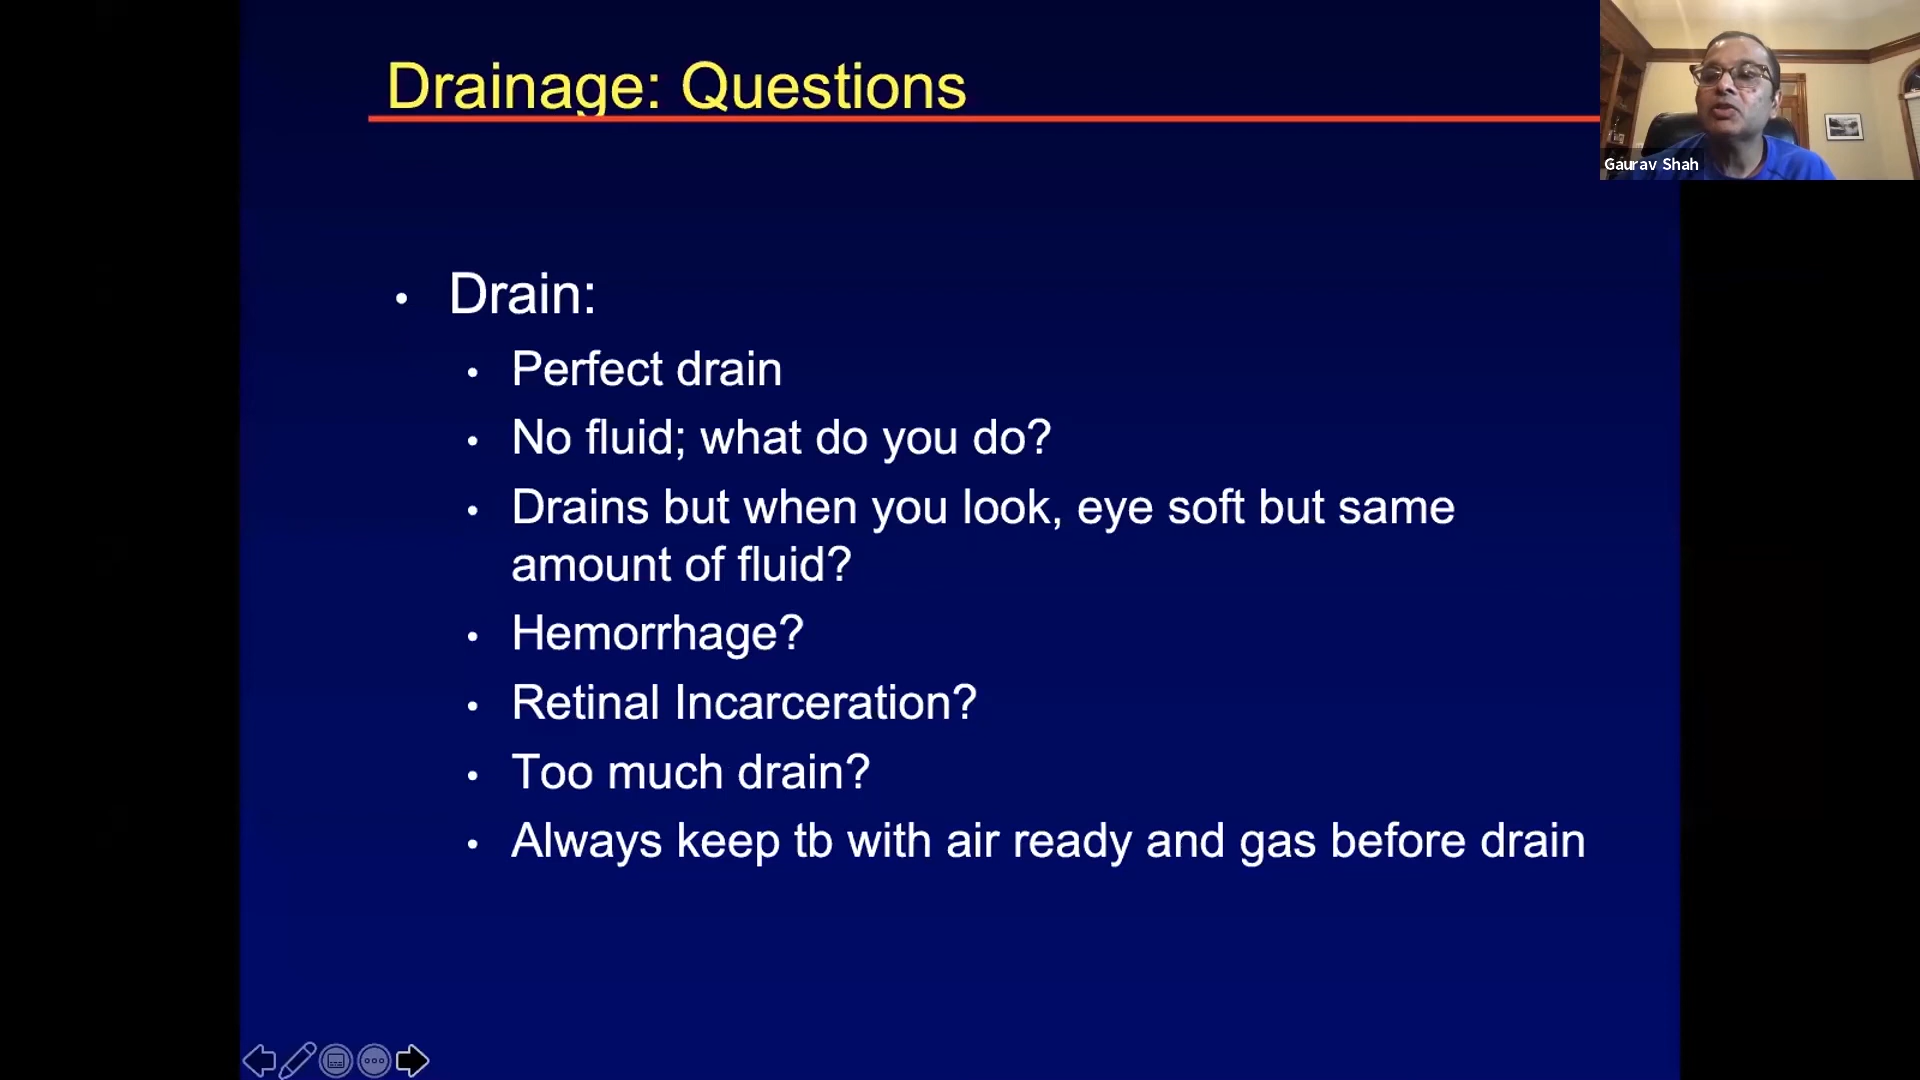 Drainage: Questions
Gaurav Shah
• Drain:
• Perfect drain
• No fluid; what do you do?
• Drains but when you look, eye soft but same
amount of fluid?
• Hemorrhage?
• Retinal Incarceration?
• Too much drain?
• Always keep tb with air ready and gas before drain